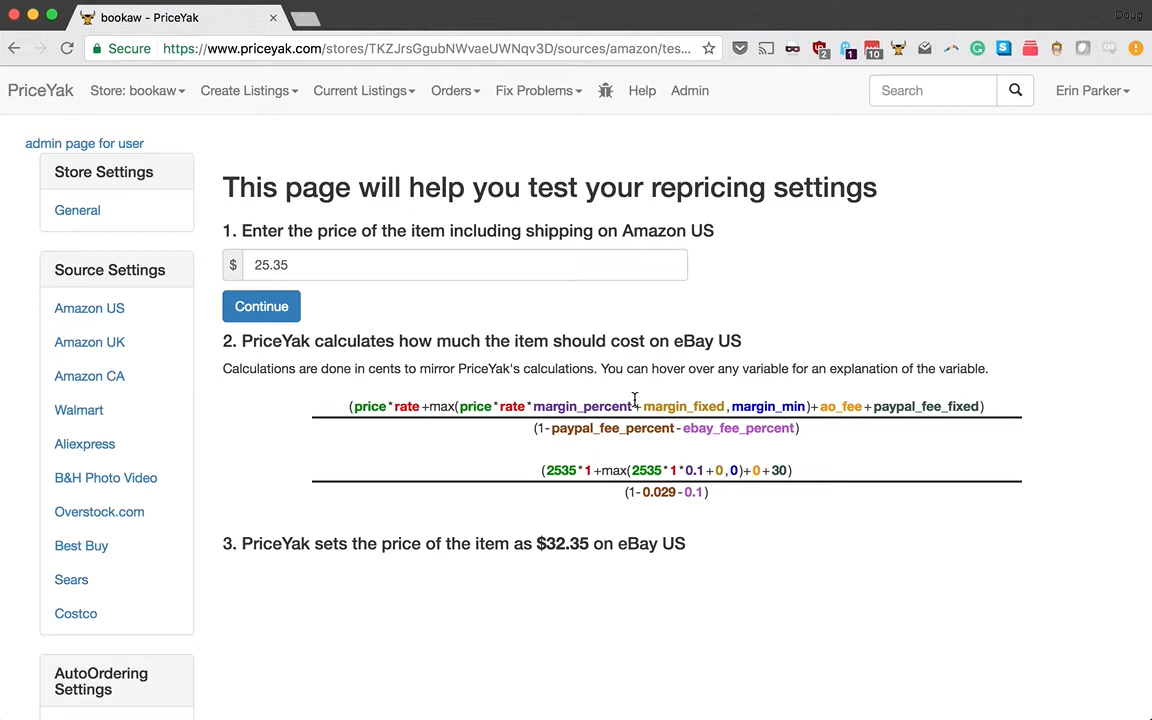 bookaw - PriceYak
Doug
Secure https://www.priceyak.com/stores/TKZJrsGgubNWvaeUWNqv3D/sources/amazon/tes...
2 1 10
PriceYak Store: bookaw Create Listings Current Listings Orders Fix Problems Help Admin Search Erin Parker
admin page for user
Store Settings
General
Source Settings
Amazon US
Amazon UK
Amazon CA
Walmart
Aliexpress
B&H Photo Video
Overstock.com
Best Buy
Sears
Costco
AutoOrdering
Settings
This page will help you test your repricing settings
1. Enter the price of the item including shipping on Amazon US
$ 25.35
Continue
2. PriceYak calculates how much the item should cost on eBay US
Calculations are done in cents to mirror PriceYak's calculations. You can hover over any variable for an explanation of the variable.
(price*rate+max(price*rate*margin_percent+margin_fixed,margin_min)+ao_fee+paypal_fee_fixed)
(1-paypal_fee_percent-ebay_fee_percent)
(2535*1+max(2535*1*0.1+0,0)+0+30)
(1-0.029-0.1)
3. PriceYak sets the price of the item as $32.35 on eBay US